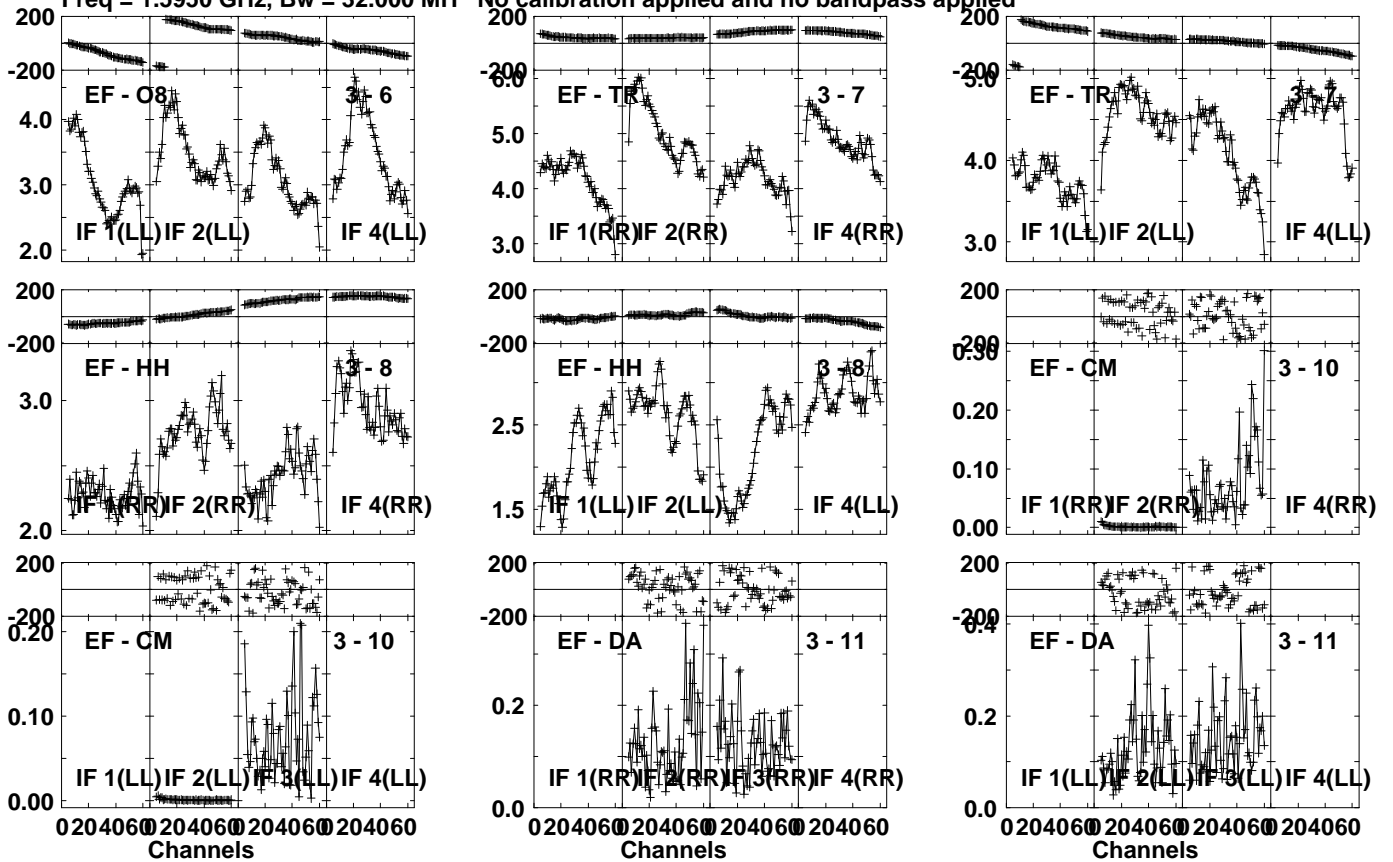 Freq = 1.5950 GHz, Bw = 32.000 MH No calibration applied and no bandpass applied
200
-200
EF - O8 3 - 6
4.0
3.0
2.0
IF 1(LL) IF 2(LL) IF 4(LL)
200
-200
6.0
EF - TR 3 - 7
5.0
4.0
3.0
IF 1(RR) IF 2(RR) IF 4(RR)
200
-200
5.0
EF - TR 3 - 7
4.0
3.0
IF 1(LL) IF 2(LL) IF 4(LL)
200
-200
EF - HH 3 - 8
3.0
2.0
IF 1(RR) IF 2(RR) IF 4(RR)
200
-200
EF - HH 3 - 8
2.5
1.5
IF 1(LL) IF 2(LL) IF 4(LL)
200
-200
0.30
EF - CM 3 - 10
0.20
0.10
0.00
IF 1(RR) IF 2(RR) IF 4(RR)
200
-200
0.20
EF - CM 3 - 10
0.10
0.00
IF 1(LL) IF 2(LL) IF 3(LL) IF 4(LL)
0 20 40 60 0 20 40 60 0 20 40 60 0 20 40 60
Channels
200
-200
EF - DA 3 - 11
0.2
0.0
IF 1(RR) IF 2(RR) IF 3(RR) IF 4(RR)
0 20 40 60 0 20 40 60 0 20 40 60 0 20 40 60
Channels
200
-200
0.4
EF - DA 3 - 11
0.2
0.0
IF 1(LL) IF 2(LL) IF 3(LL) IF 4(LL)
0 20 40 60 0 20 40 60 0 20 40 60 0 20 40 60
Channels